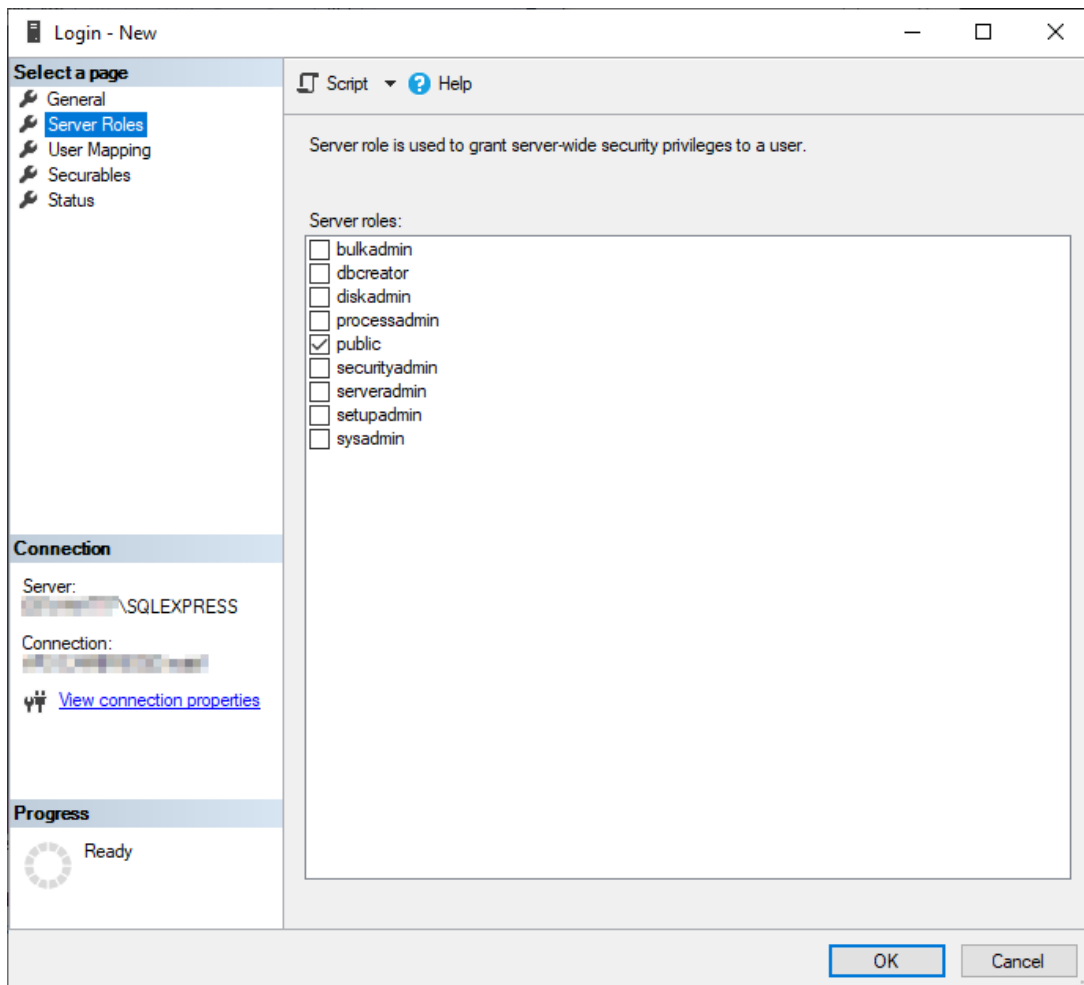 Login - New
Select a page
General
Server Roles
User Mapping
Securables
Status
Script
Help
Server role is used to grant server-wide security privileges to a user.
Server roles:
bulkadmin
dbcreator
diskadmin
processadmin
public
securityadmin
serveradmin
setupadmin
sysadmin
Connection
Server:
\SQLEXPRESS
Connection:
View connection properties
Progress
Ready
OK
Cancel